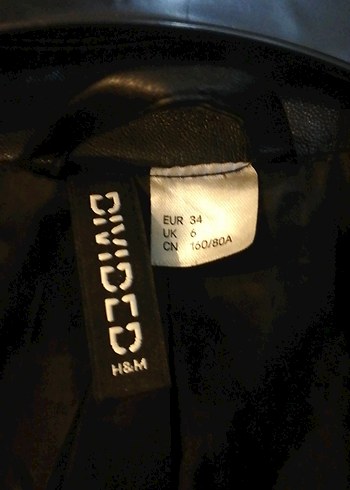 DIVIDED
H&M
EUR 34
UK 6
CN 160/80A